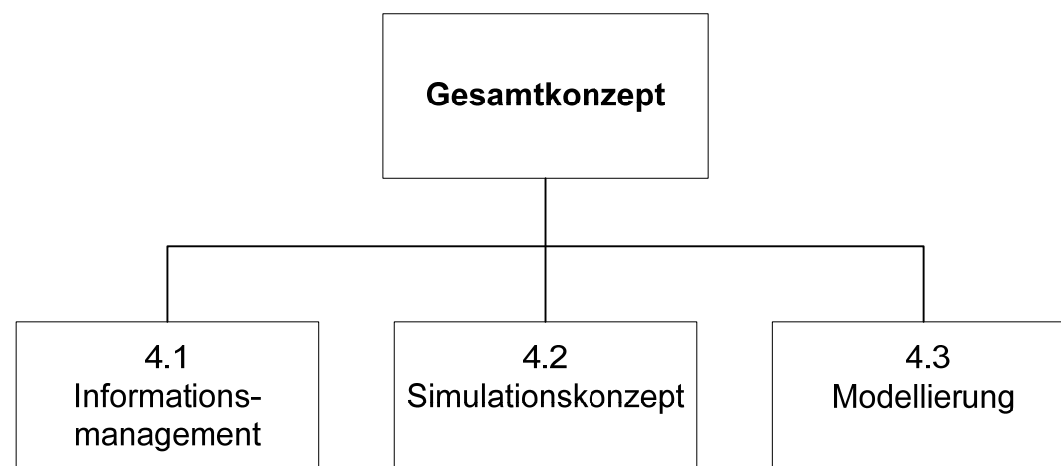 Gesamtkonzept
4.1
Informations-
management
4.2
Simulationskonzept
4.3
Modellierung